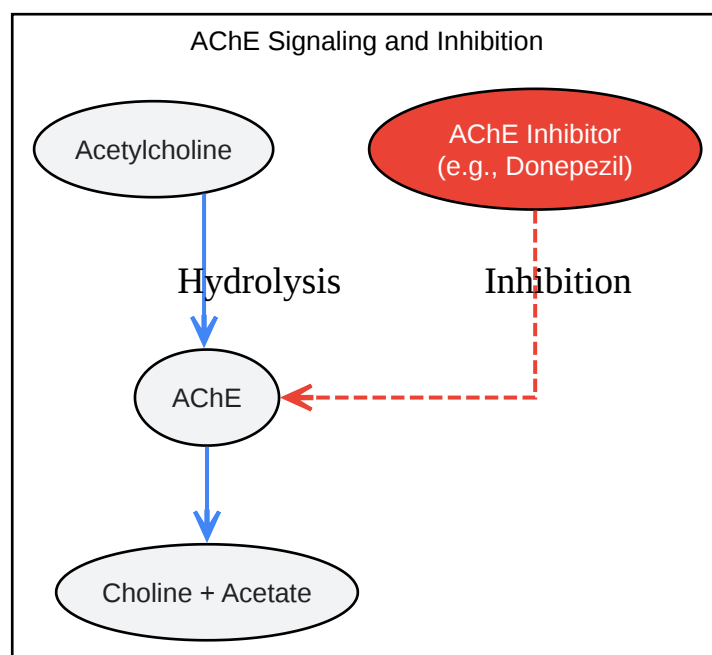 AChE Signaling and Inhibition
Acetylcholine
AChE Inhibitor
(e.g., Donepezil)
Hydrolysis
Inhibition
AChE
Choline + Acetate